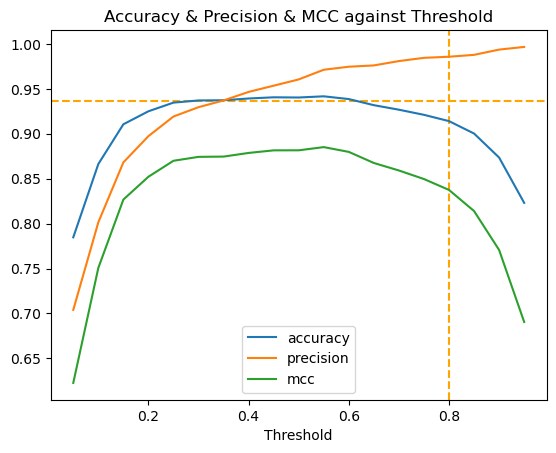 Accuracy & Precision & MCC against Threshold
1.00
0.95
0.90
0.85
0.80
0.75
0.70
0.65
accuracy
precision
mcc
0.2 0.4 0.6 0.8
Threshold